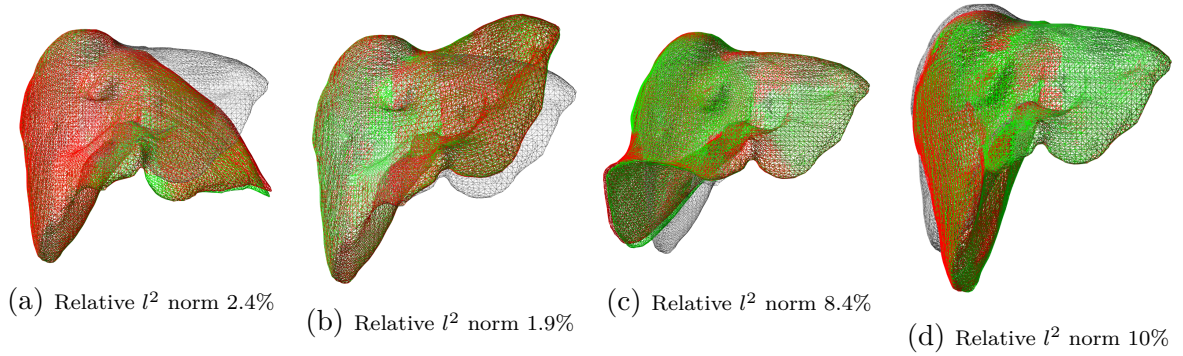 (a) Relative l² norm 2.4%
(b) Relative l² norm 1.9%
(c) Relative l² norm 8.4%
(d) Relative l² norm 10%